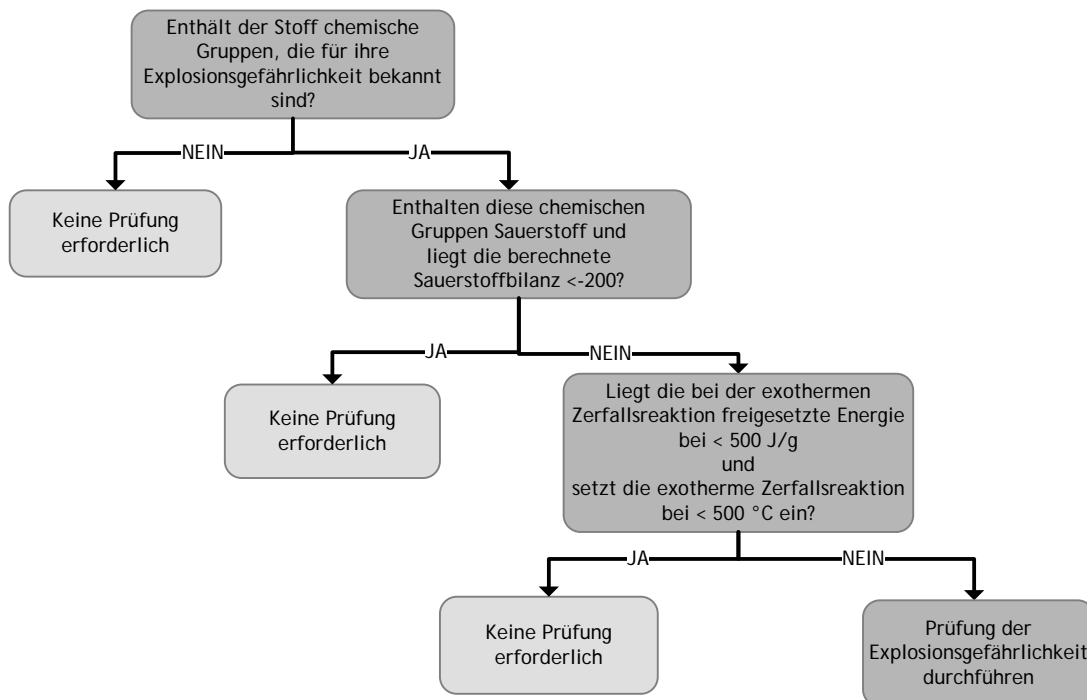 Enthält der Stoff chemische
Gruppen, die für ihre
Explosionsgefährlichkeit bekannt
sind?
NEIN
JA
Keine Prüfung
erforderlich
Enthalten diese chemischen
Gruppen Sauerstoff und
liegt die berechnete
Sauerstoffbilanz <-200?
JA
NEIN
Keine Prüfung
erforderlich
Liegt die bei der exothermen
Zerfallsreaktion freigesetzte Energie
bei < 500 J/g
und
setzt die exotherme Zerfallsreaktion
bei < 500 °C ein?
JA
NEIN
Keine Prüfung
erforderlich
Prüfung der
Explosionsgefährlichkeit
durchführen